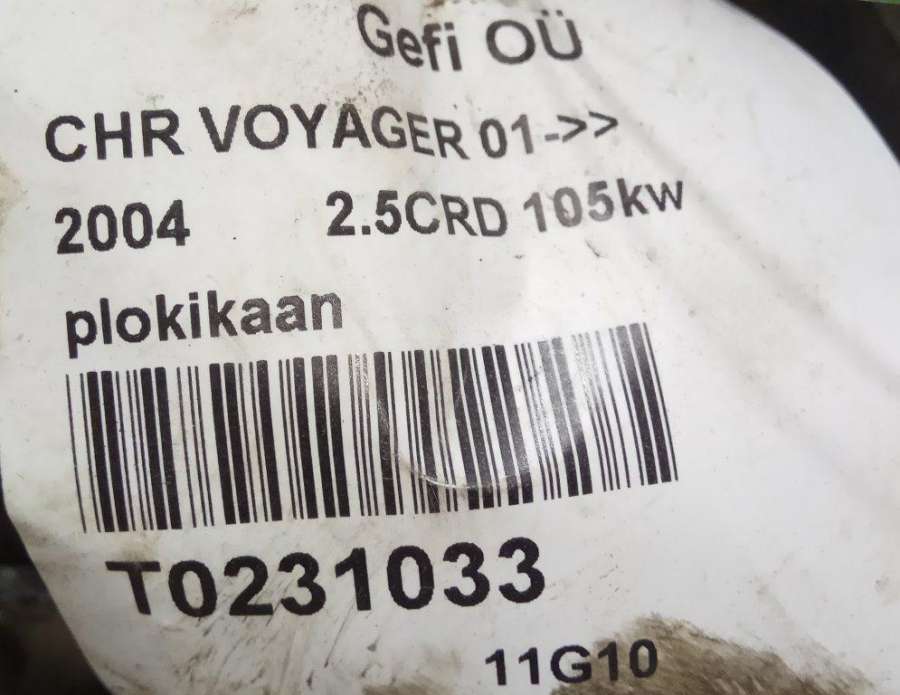 Gefi OÜ
CHR VOYAGER 01->>
2004 2.5CRD 105kw
plokikaan
T0231033
11G10